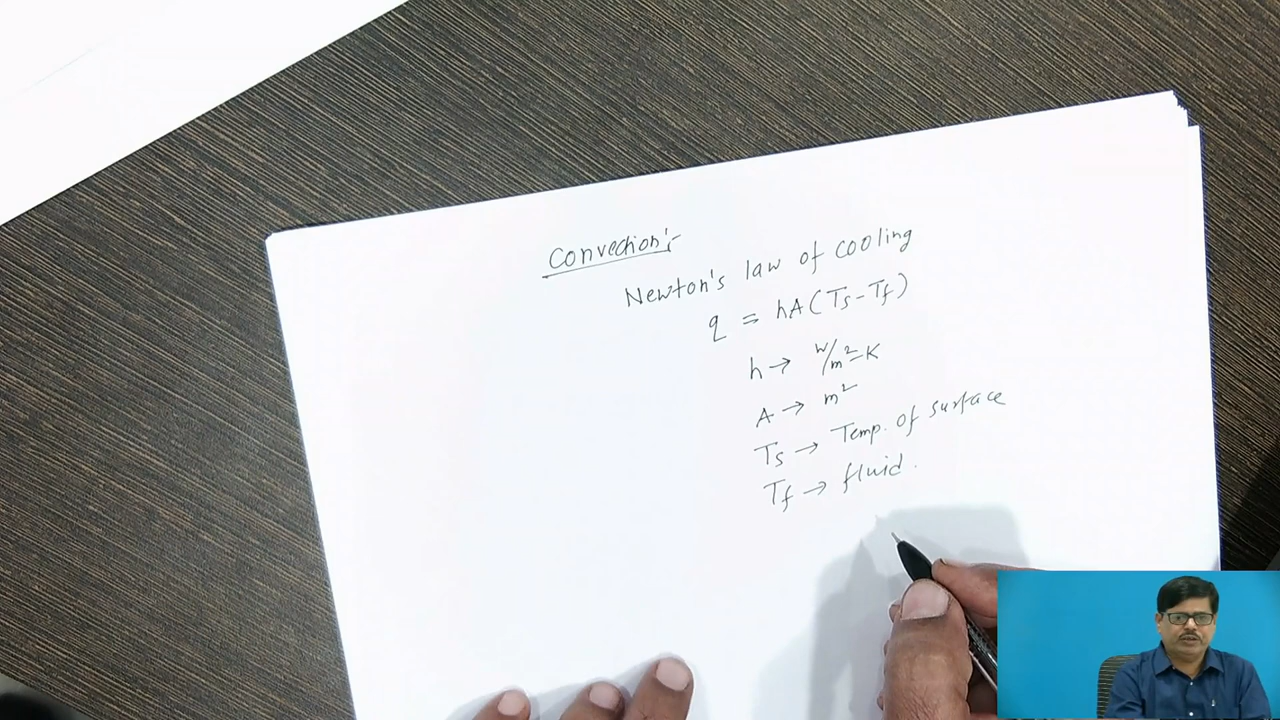 Convection:-
Newton's law of cooling
q = hA(Ts - Tf)
h → W/m²-K
A → m²
Ts → Temp. of surface
Tf → fluid.